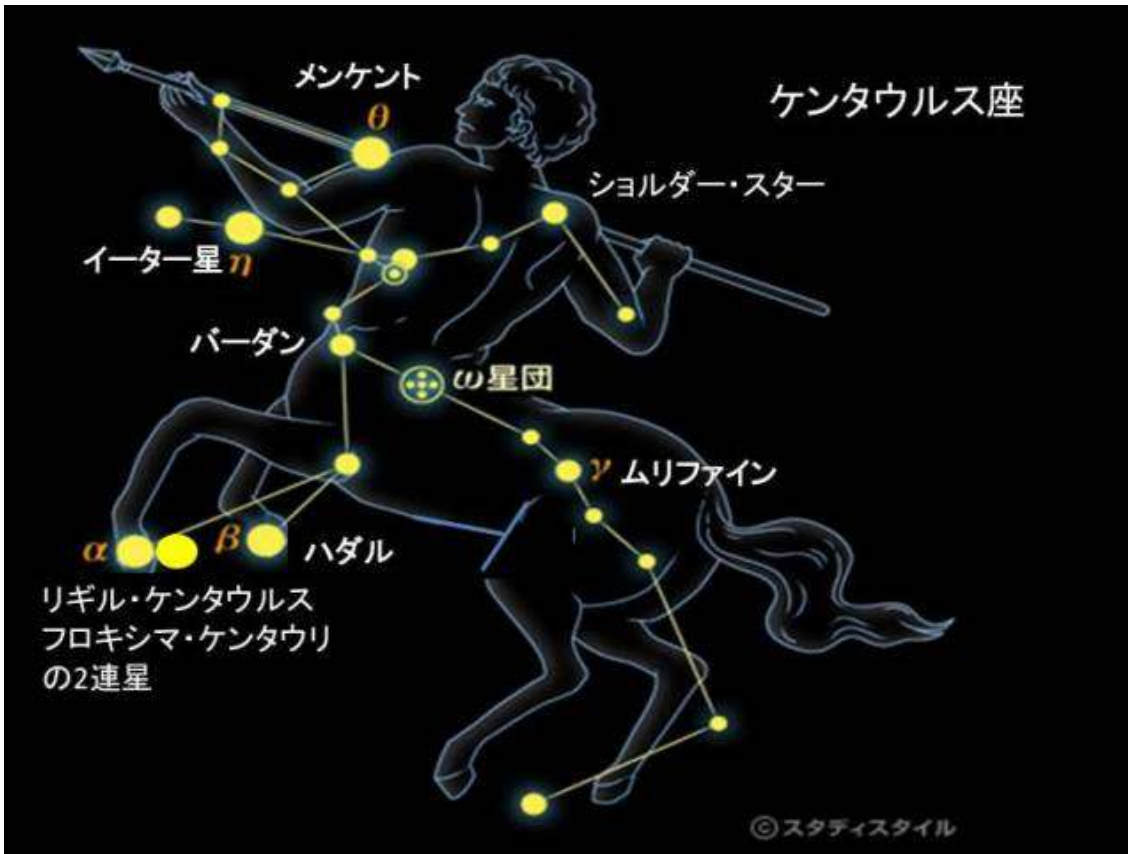 メンケント
θ
ケンタウルス座
ショルダー・スター
イーター星 η
バーダン
ω星団
γ ムリファイン
α
β ハダル
リギル・ケンタウルス
フロキシマ・ケンタウリ
の2連星
©スタディスタイル